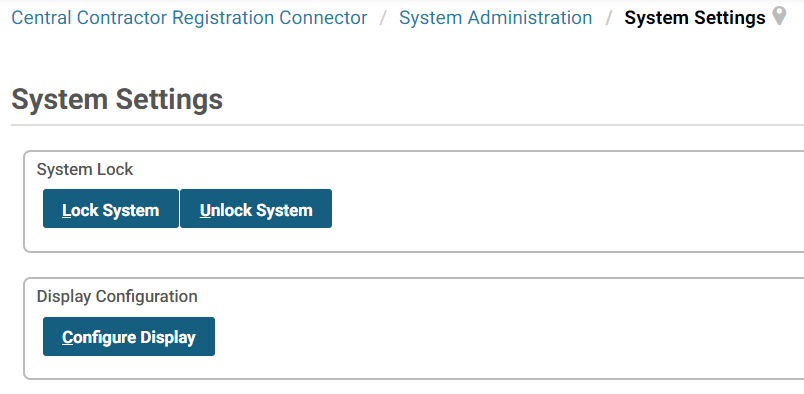 Central Contractor Registration Connector / System Administration / System Settings
System Settings
System Lock
Lock System Unlock System
Display Configuration
Configure Display